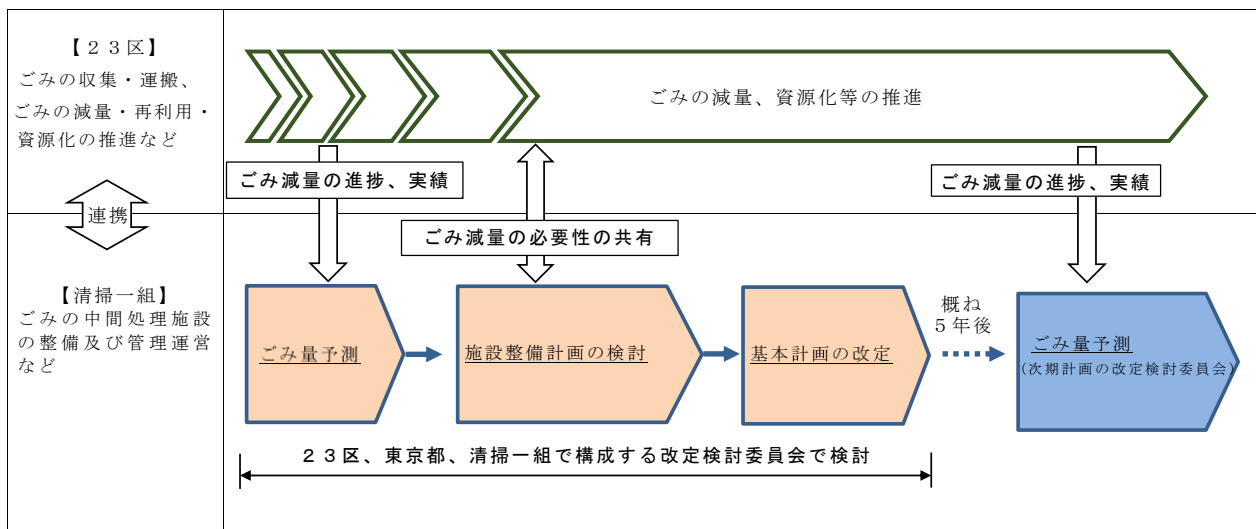 【２３区】
ごみの収集・運搬、
ごみの減量・再利用・
資源化の推進など
ごみの減量、資源化等の推進
ごみ減量の進捗、実績
ごみ減量の進捗、実績
連携
ごみ減量の必要性の共有
【清掃一組】
ごみの中間処理施設
の整備及び管理運営
など
ごみ量予測
施設整備計画の検討
基本計画の改定
概ね
５年後
ごみ量予測
(次期計画の改定検討委員会)
２３区、東京都、清掃一組で構成する改定検討委員会で検討